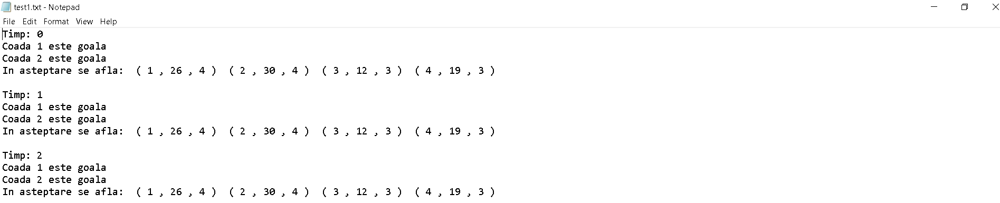 test1.txt - Notepad
File Edit Format View Help
Timp: 0
Coada 1 este goala
Coada 2 este goala
In asteptare se afla:  ( 1 , 26 , 4 )  ( 2 , 30 , 4 )  ( 3 , 12 , 3 )  ( 4 , 19 , 3 )
Timp: 1
Coada 1 este goala
Coada 2 este goala
In asteptare se afla:  ( 1 , 26 , 4 )  ( 2 , 30 , 4 )  ( 3 , 12 , 3 )  ( 4 , 19 , 3 )
Timp: 2
Coada 1 este goala
Coada 2 este goala
In asteptare se afla:  ( 1 , 26 , 4 )  ( 2 , 30 , 4 )  ( 3 , 12 , 3 )  ( 4 , 19 , 3 )